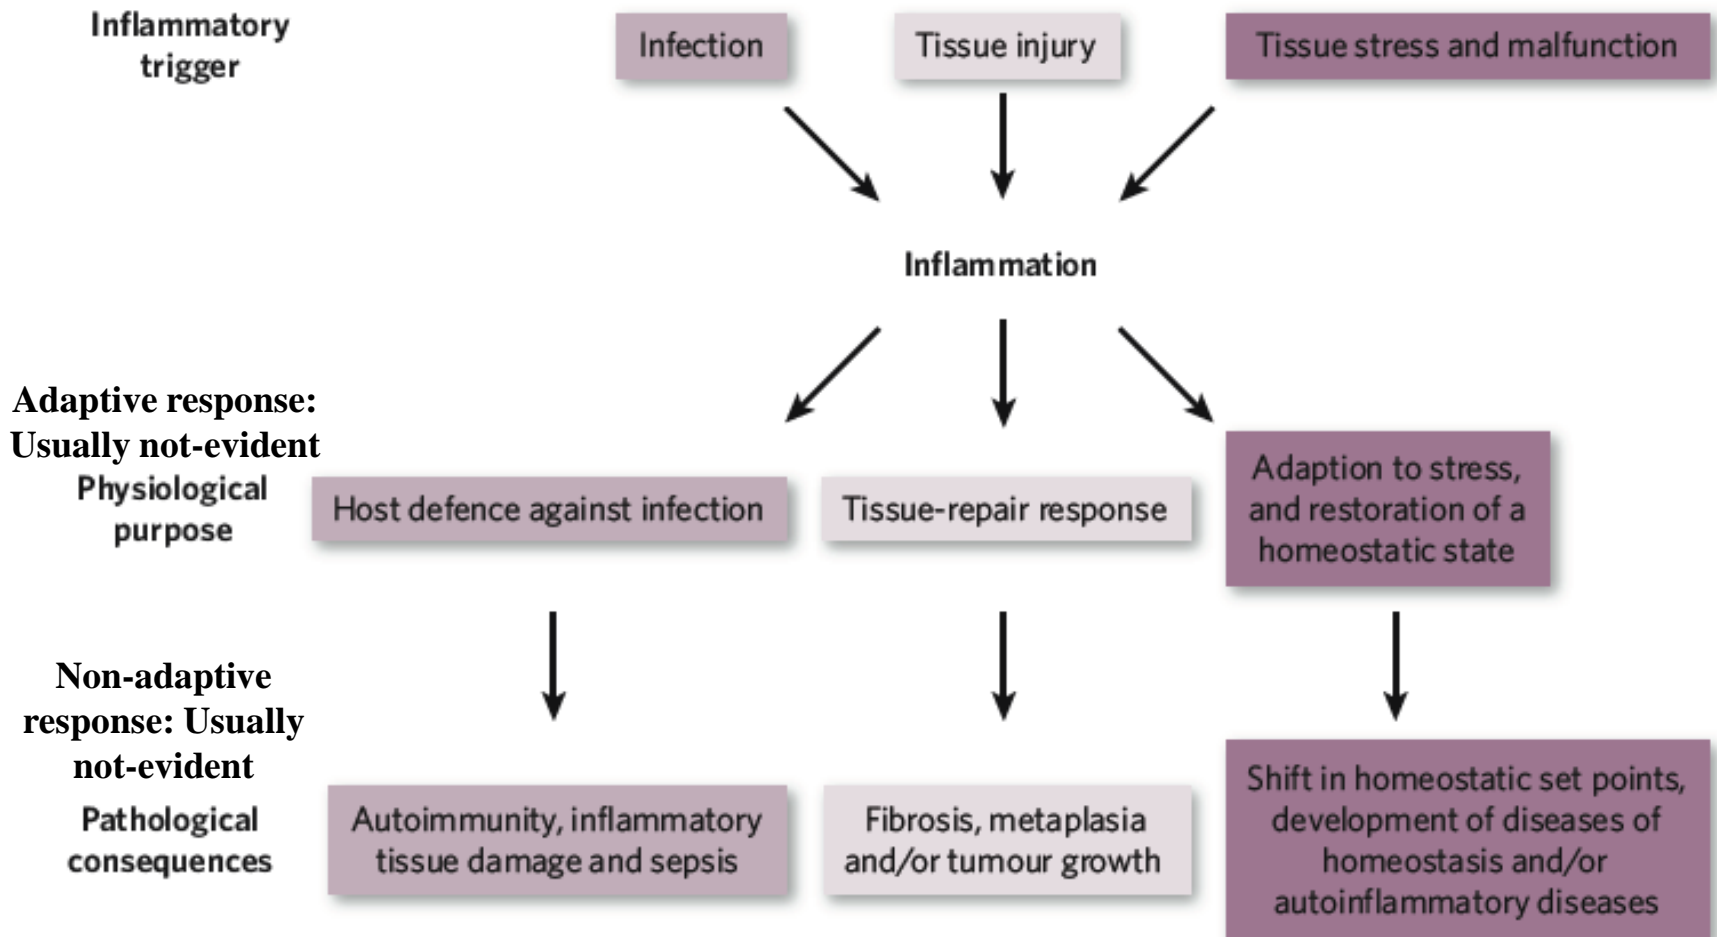 Inflammatory
trigger
Infection
Tissue injury
Tissue stress and malfunction
Inflammation
Adaptive response:
Usually not-evident
Physiological
purpose
Host defence against infection
Tissue-repair response
Adaption to stress,
and restoration of a
homeostatic state
Non-adaptive
response: Usually
not-evident
Pathological
consequences
Autoimmunity, inflammatory
tissue damage and sepsis
Fibrosis, metaplasia
and/or tumour growth
Shift in homeostatic set points,
development of diseases of
homeostasis and/or
autoinflammatory diseases